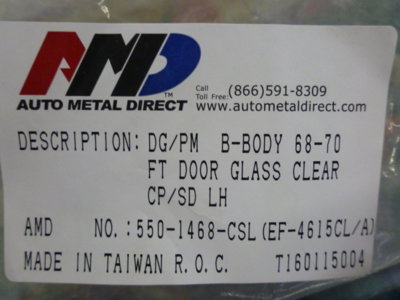 AMD™
AUTO METAL DIRECT
Call
Toll Free: (866)591-8309
www.autometaldirect.com
DESCRIPTION: DG/PM B-BODY 68-70
FT DOOR GLASS CLEAR
CP/SD LH
AMD NO.: 550-1468-CSL (EF-4615CL/A)
MADE IN TAIWAN R.O.C. T160115004